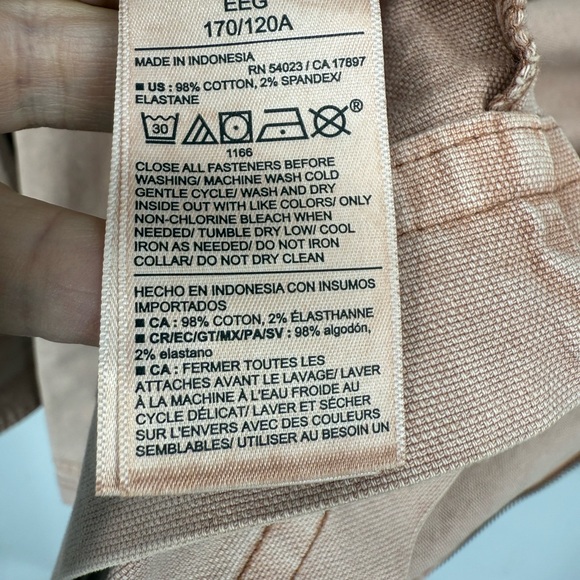 EEG
170/120A
MADE IN INDONESIA
RN 54023 / CA 17897
■ US : 98% COTTON, 2% SPANDEX/
ELASTANE
30 ®
1166
CLOSE ALL FASTENERS BEFORE
WASHING/ MACHINE WASH COLD
GENTLE CYCLE/ WASH AND DRY
INSIDE OUT WITH LIKE COLORS/ ONLY
NON-CHLORINE BLEACH WHEN
NEEDED/ TUMBLE DRY LOW/ COOL
IRON AS NEEDED/ DO NOT IRON
COLLAR/ DO NOT DRY CLEAN
HECHO EN INDONESIA CON INSUMOS
IMPORTADOS
■ CA : 98% COTON, 2% ÉLASTHANNE
■ CR/EC/GT/MX/PA/SV : 98% algodón,
2% elastano
■ CA : FERMER TOUTES LES
ATTACHES AVANT LE LAVAGE/ LAVER
À LA MACHINE À L'EAU FROIDE AU
CYCLE DÉLICAT/ LAVER ET SÉCHER
SUR L'ENVERS AVEC DES COULEURS
SEMBLABLES/ UTILISER AU BESOIN UN